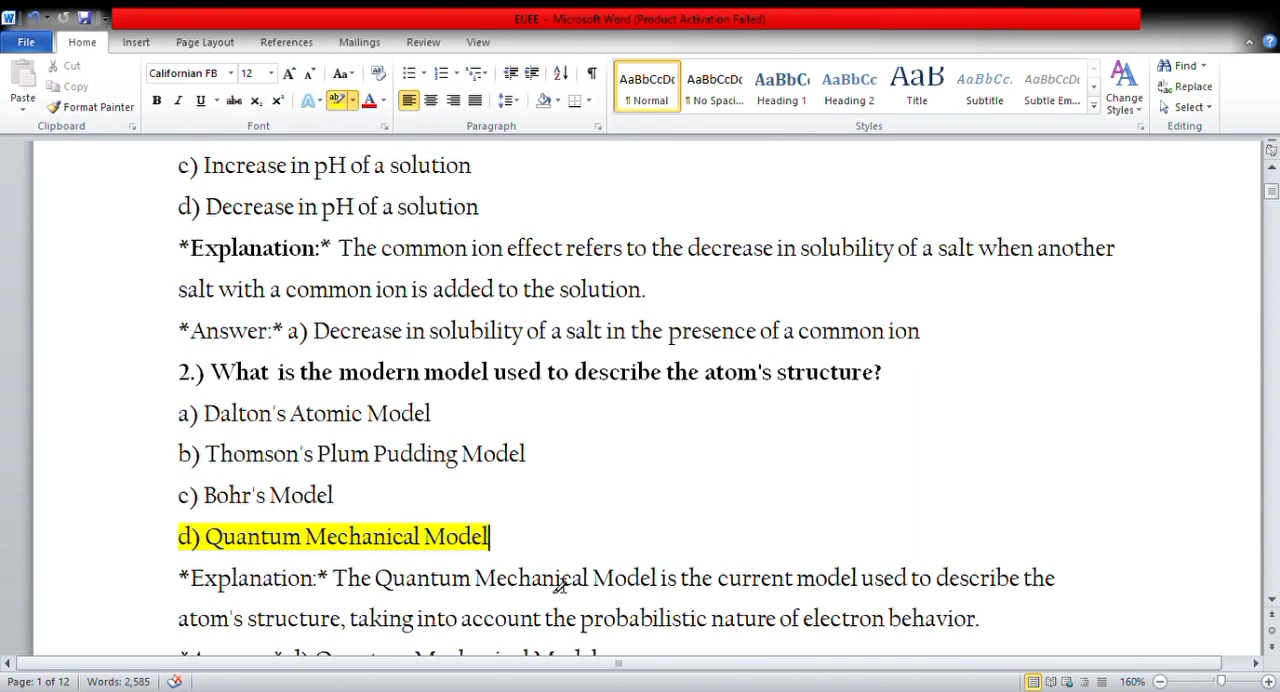 EUEE - Microsoft Word (Product Activation Failed)
File Home Insert Page Layout References Mailings Review View
Cut
Copy
Format Painter
Paste
Clipboard
Californian FB 12
Font
Paragraph
AaBbCcDc AaBbCcDc AaBbC AaBbCc AaB AaBbCc. AaBbCcDc
¶ Normal ¶ No Spaci... Heading 1 Heading 2 Title Subtitle Subtle Em...
Styles
Change Styles
Find
Replace
Select
Editing
c) Increase in pH of a solution
d) Decrease in pH of a solution
*Explanation:* The common ion effect refers to the decrease in solubility of a salt when another
salt with a common ion is added to the solution.
*Answer:* a) Decrease in solubility of a salt in the presence of a common ion
2.) What is the modern model used to describe the atom's structure?
a) Dalton's Atomic Model
b) Thomson's Plum Pudding Model
c) Bohr's Model
d) Quantum Mechanical Model
*Explanation:* The Quantum Mechanical Model is the current model used to describe the
atom's structure, taking into account the probabilistic nature of electron behavior.
*Answer:* d) Quantum Mechanical Model
Page: 1 of 12 Words: 2,585 160%